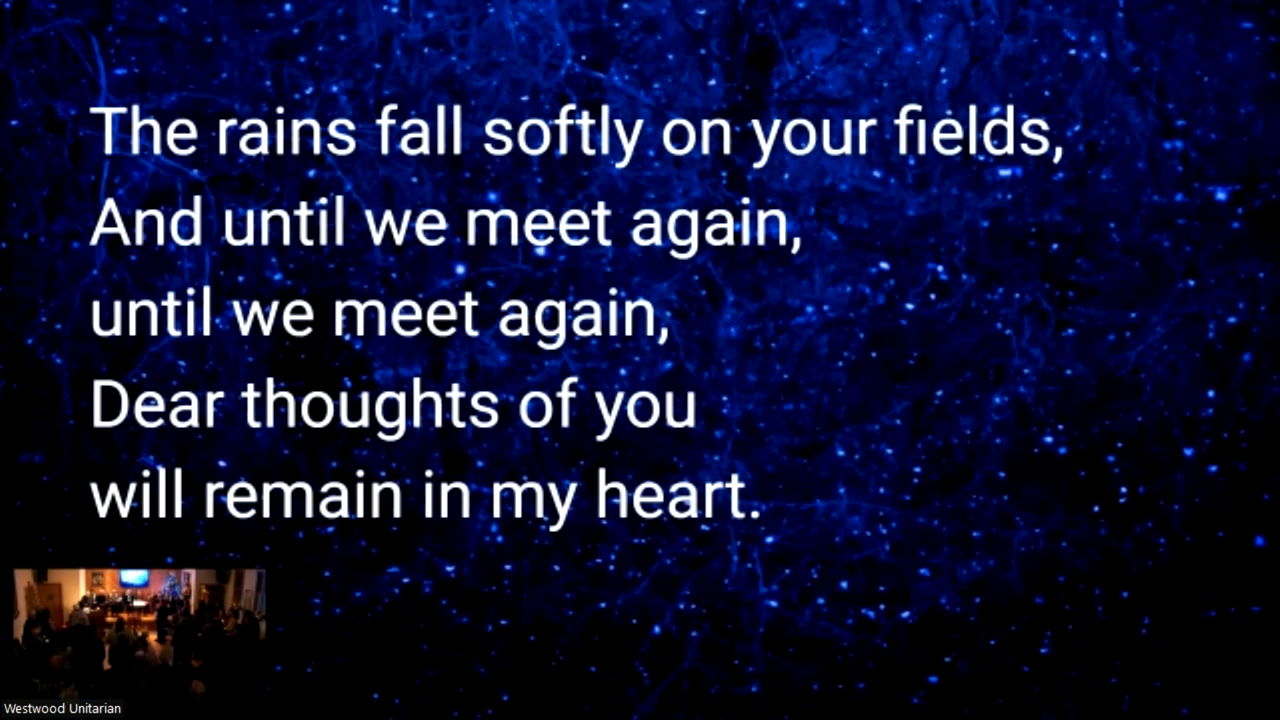 The rains fall softly on your fields,
And until we meet again,
until we meet again,
Dear thoughts of you
will remain in my heart.
Westwood Unitarian